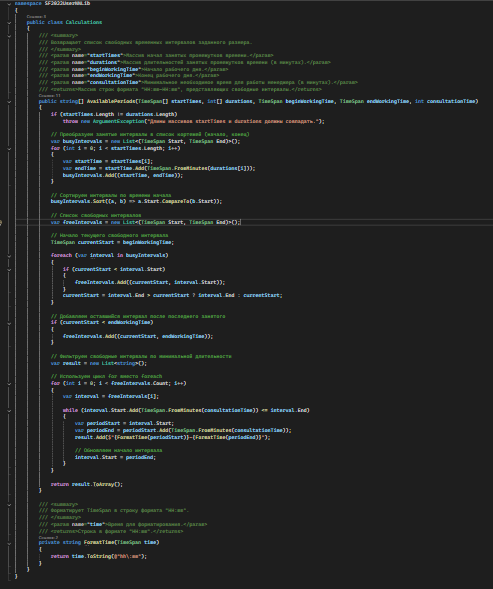 namespace SF2022User01Lib
{
Ссылок: 0
public class Calculations
{
/// <summary>
/// Возвращает список свободных временных интервалов заданного размера.
/// </summary>
/// <param name="startTimes">Массив начал занятых промежутков времени.</param>
/// <param name="durations">Массив длительностей занятых промежутков времени (в минутах).</param>
/// <param name="beginWorkingTime">Начало рабочего дня.</param>
/// <param name="endWorkingTime">Конец рабочего дня.</param>
/// <param name="consultationTime">Минимальное необходимое время для работы менеджера (в минутах).</param>
/// <returns>Массив строк формата "HH:mm-HH:mm", представляющих свободные интервалы.</returns>
public string[] AvailablePeriods(TimeSpan[] startTimes, int[] durations, TimeSpan beginWorkingTime, TimeSpan endWorkingTime, int consultationTime)
{
if (startTimes.Length != durations.Length)
throw new ArgumentException("Длины массивов startTimes и durations должны совпадать.");
// Преобразуем занятые интервалы в список кортежей (начало, конец)
var busyIntervals = new List<(TimeSpan Start, TimeSpan End)>();
for (int i = 0; i < startTimes.Length; i++)
{
var startTime = startTimes[i];
var endTime = startTime.Add(TimeSpan.FromMinutes(durations[i]));
busyIntervals.Add((startTime, endTime));
}
// Сортируем интервалы по времени начала
busyIntervals.Sort((a, b) => a.Start.CompareTo(b.Start));
// Список свободных интервалов
var freeIntervals = new List<(TimeSpan Start, TimeSpan End)>();
// Начало текущего свободного интервала
TimeSpan currentStart = beginWorkingTime;
foreach (var interval in busyIntervals)
{
if (currentStart < interval.Start)
{
freeIntervals.Add((currentStart, interval.Start));
}
currentStart = interval.End > currentStart ? interval.End : currentStart;
}
// Добавляем оставшийся интервал после последнего занятого
if (currentStart < endWorkingTime)
{
freeIntervals.Add((currentStart, endWorkingTime));
}
// Фильтруем свободные интервалы по минимальной длительности
var result = new List<string>();
// Используем цикл for вместо foreach
for (int i = 0; i < freeIntervals.Count; i++)
{
var interval = freeIntervals[i];
while (interval.Start.Add(TimeSpan.FromMinutes(consultationTime)) <= interval.End)
{
var periodStart = interval.Start;
var periodEnd = periodStart.Add(TimeSpan.FromMinutes(consultationTime));
result.Add($"{FormatTime(periodStart)}-{FormatTime(periodEnd)}");
// Обновляем начало интервала
interval.Start = periodEnd;
}
}
return result.ToArray();
}
/// <summary>
/// Форматирует TimeSpan в строку формата "HH:mm".
/// </summary>
/// <param name="time">Время для форматирования.</param>
/// <returns>Строка в формате "HH:mm".</returns>
private string FormatTime(TimeSpan time)
{
return time.ToString(@"hh\:mm");
}
}
}